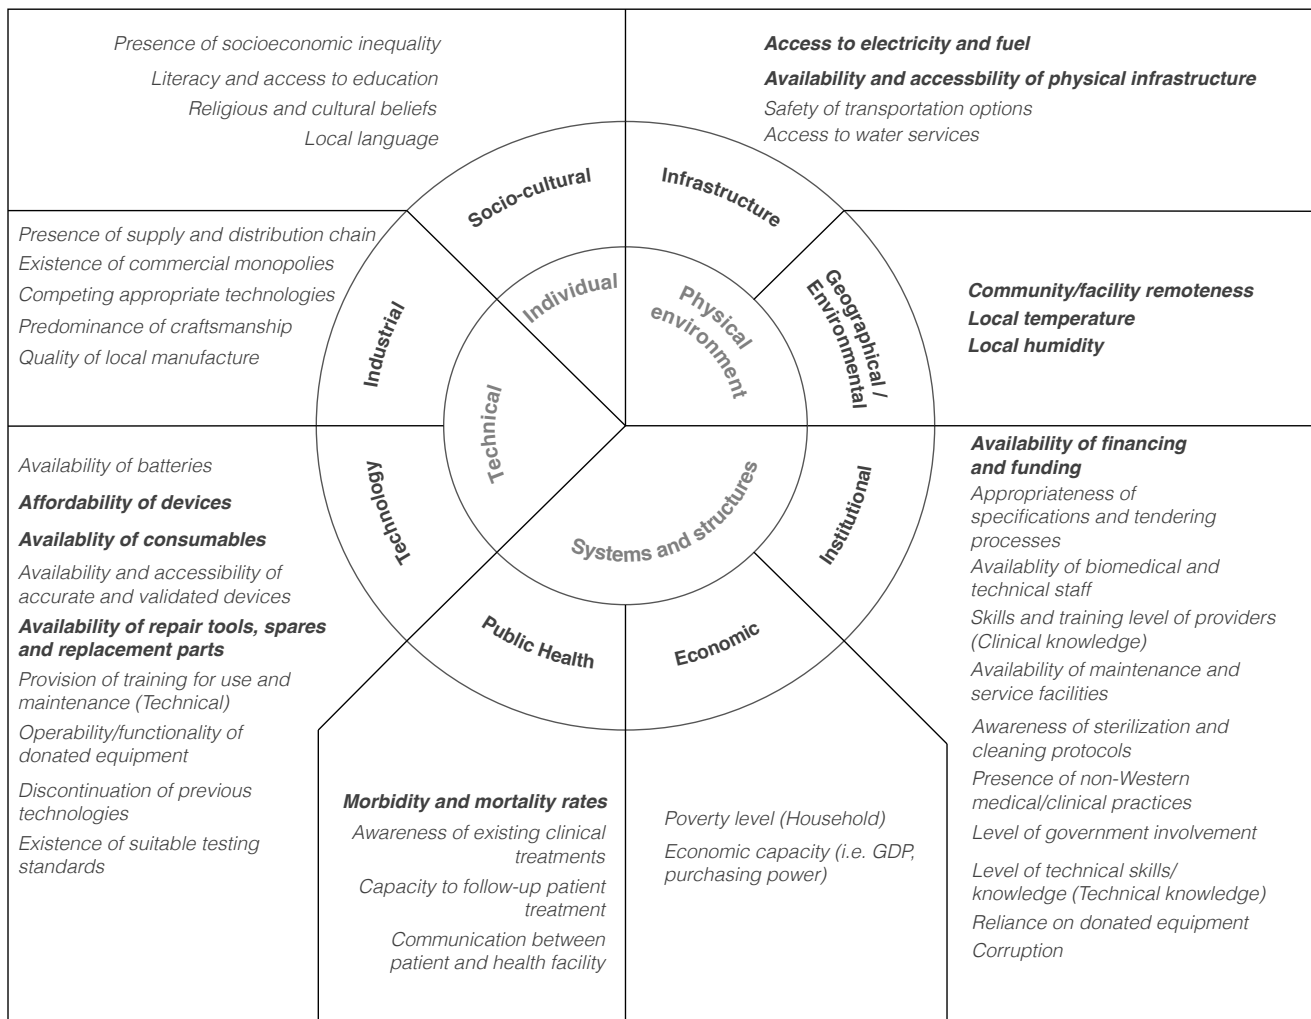 Presence of socioeconomic inequality
Literacy and access to education
Religious and cultural beliefs
Local language
Access to electricity and fuel
Availability and accessbility of physical infrastructure
Safety of transportation options
Access to water services
Socio-cultural
Infrastructure
Presence of supply and distribution chain
Existence of commercial monopolies
Competing appropriate technologies
Predominance of craftsmanship
Quality of local manufacture
Industrial
Individual
Physical
environment
Geographical /
Environmental
Community/facility remoteness
Local temperature
Local humidity
Technical
Systems and structures
Technology
Institutional
Public Health
Economic
Availability of batteries
Affordability of devices
Availablity of consumables
Availability and accessibility of
accurate and validated devices
Availability of repair tools, spares
and replacement parts
Provision of training for use and
maintenance (Technical)
Operability/functionality of
donated equipment
Discontinuation of previous
technologies
Existence of suitable testing
standards
Morbidity and mortality rates
Awareness of existing clinical
treatments
Capacity to follow-up patient
treatment
Communication between
patient and health facility
Poverty level (Household)
Economic capacity (i.e. GDP,
purchasing power)
Availability of financing
and funding
Appropriateness of
specifications and tendering
processes
Availablity of biomedical and
technical staff
Skills and training level of providers
(Clinical knowledge)
Availability of maintenance and
service facilities
Awareness of sterilization and
cleaning protocols
Presence of non-Western
medical/clinical practices
Level of government involvement
Level of technical skills/
knowledge (Technical knowledge)
Reliance on donated equipment
Corruption